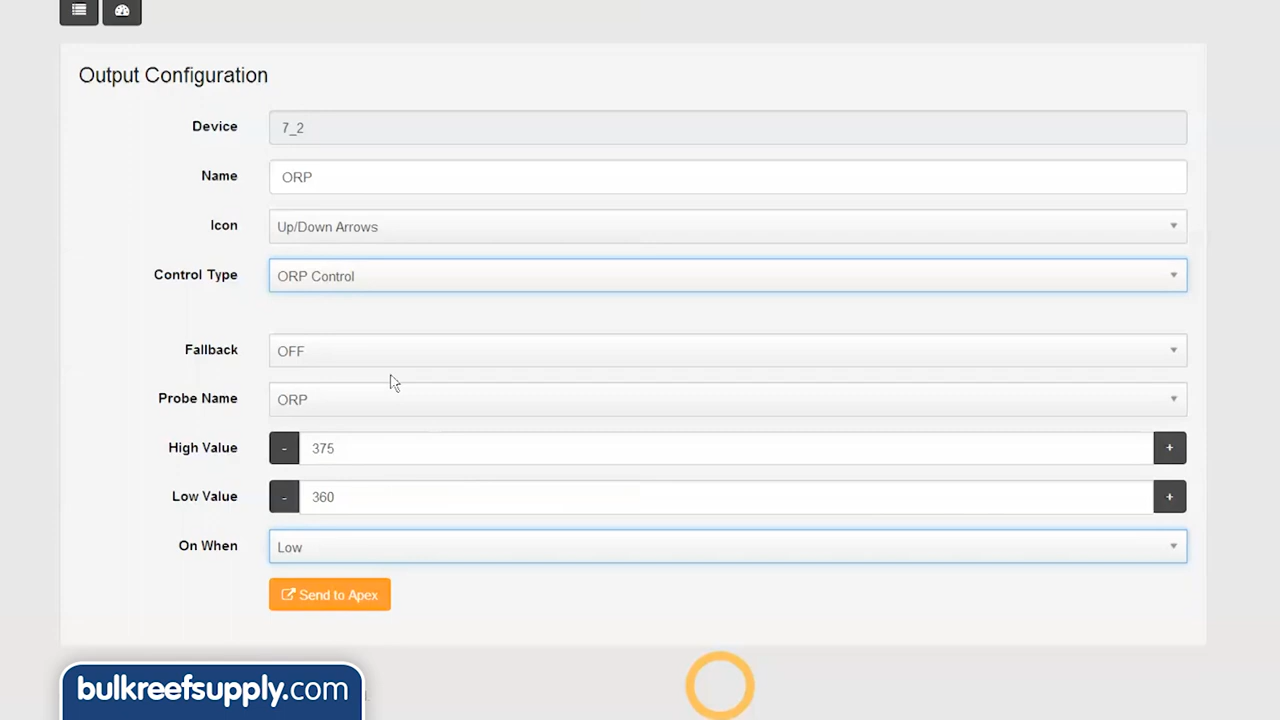 Output Configuration
Device 7_2
Name ORP
Icon Up/Down Arrows
Control Type ORP Control
Fallback OFF
Probe Name ORP
High Value - 375 +
Low Value - 360 +
On When Low
Send to Apex
bulkreefsupply.com